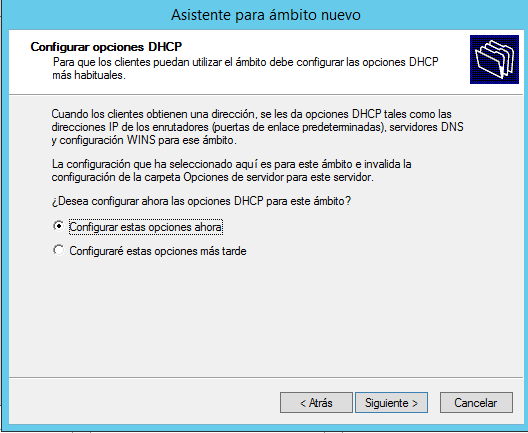 Asistente para ámbito nuevo
Configurar opciones DHCP
Para que los clientes puedan utilizar el ámbito debe configurar las opciones DHCP
más habituales.
Cuando los clientes obtienen una dirección, se les da opciones DHCP tales como las
direcciones IP de los enrutadores (puertas de enlace predeterminadas), servidores DNS
y configuración WINS para ese ámbito.
La configuración que ha seleccionado aquí es para este ámbito e invalida la
configuración de la carpeta Opciones de servidor para este servidor.
¿Desea configurar ahora las opciones DHCP para este ámbito?
Configurar estas opciones ahora
Configuraré estas opciones más tarde
< Atrás
Siguiente >
Cancelar